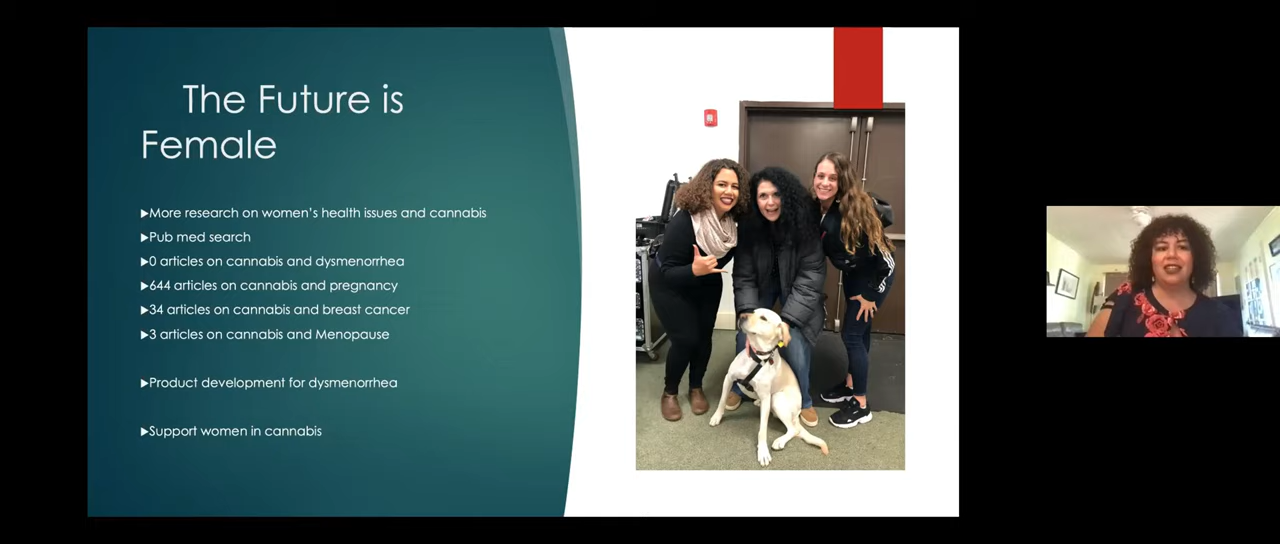 The Future is
Female
▶More research on women's health issues and cannabis
▶Pub med search
▶0 articles on cannabis and dysmenorrhea
▶644 articles on cannabis and pregnancy
▶34 articles on cannabis and breast cancer
▶3 articles on cannabis and Menopause
▶Product development for dysmenorrhea
▶Support women in cannabis